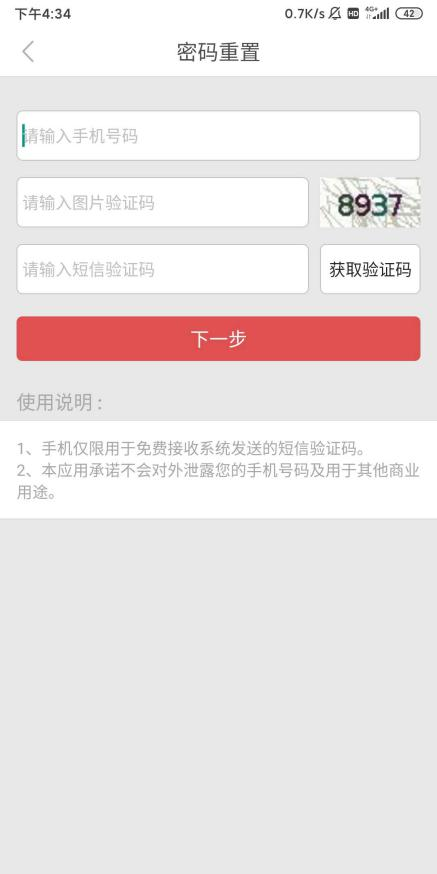 下午4:34
0.7K/s HD 4G+ 42
密码重置
请输入手机号码
请输入图片验证码
8937
请输入短信验证码
获取验证码
下一步
使用说明：
1、手机仅限用于免费接收系统发送的短信验证码。
2、本应用承诺不会对外泄露您的手机号码及用于其他商业
用途。